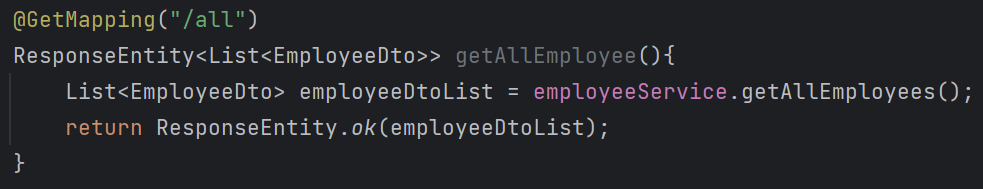 @GetMapping("/all")
ResponseEntity<List<EmployeeDto>> getAllEmployee(){
    List<EmployeeDto> employeeDtoList = employeeService.getAllEmployees();
    return ResponseEntity.ok(employeeDtoList);
}